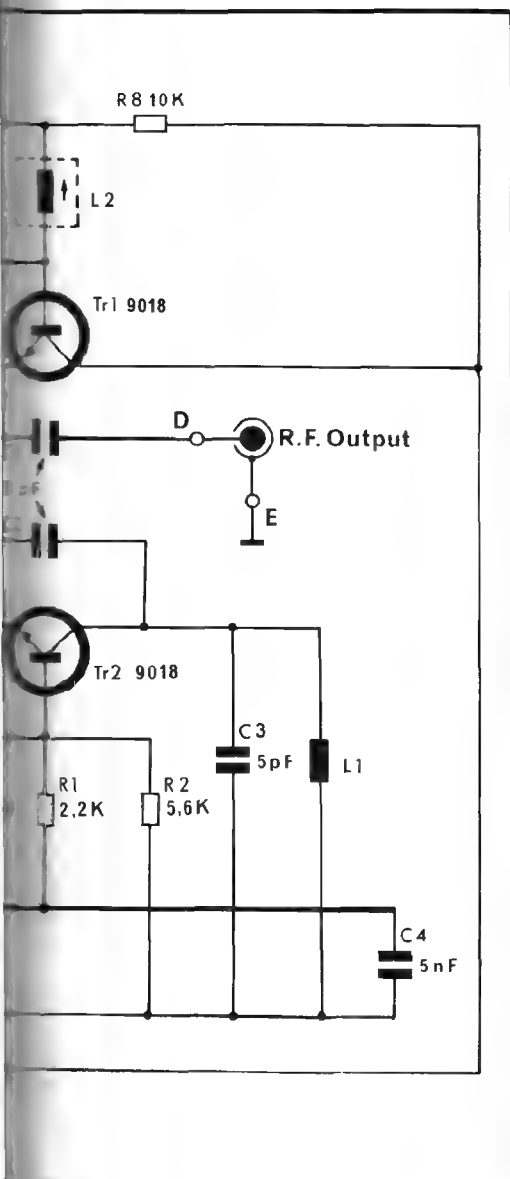 R8 10K
L2
Tr1 9018
D
R.F. Output
E
Tr2 9018
C3
5pF
L1
R1
2,2K
R2
5,6K
C4
5nF